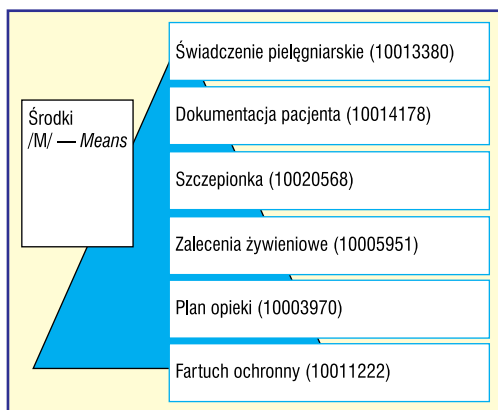 Środki
/M/ — Means
Świadczenie pielęgniarskie (10013380)
Dokumentacja pacjenta (10014178)
Szczepionka (10020568)
Zalecenia żywieniowe (10005951)
Plan opieki (10003970)
Fartuch ochronny (10011222)